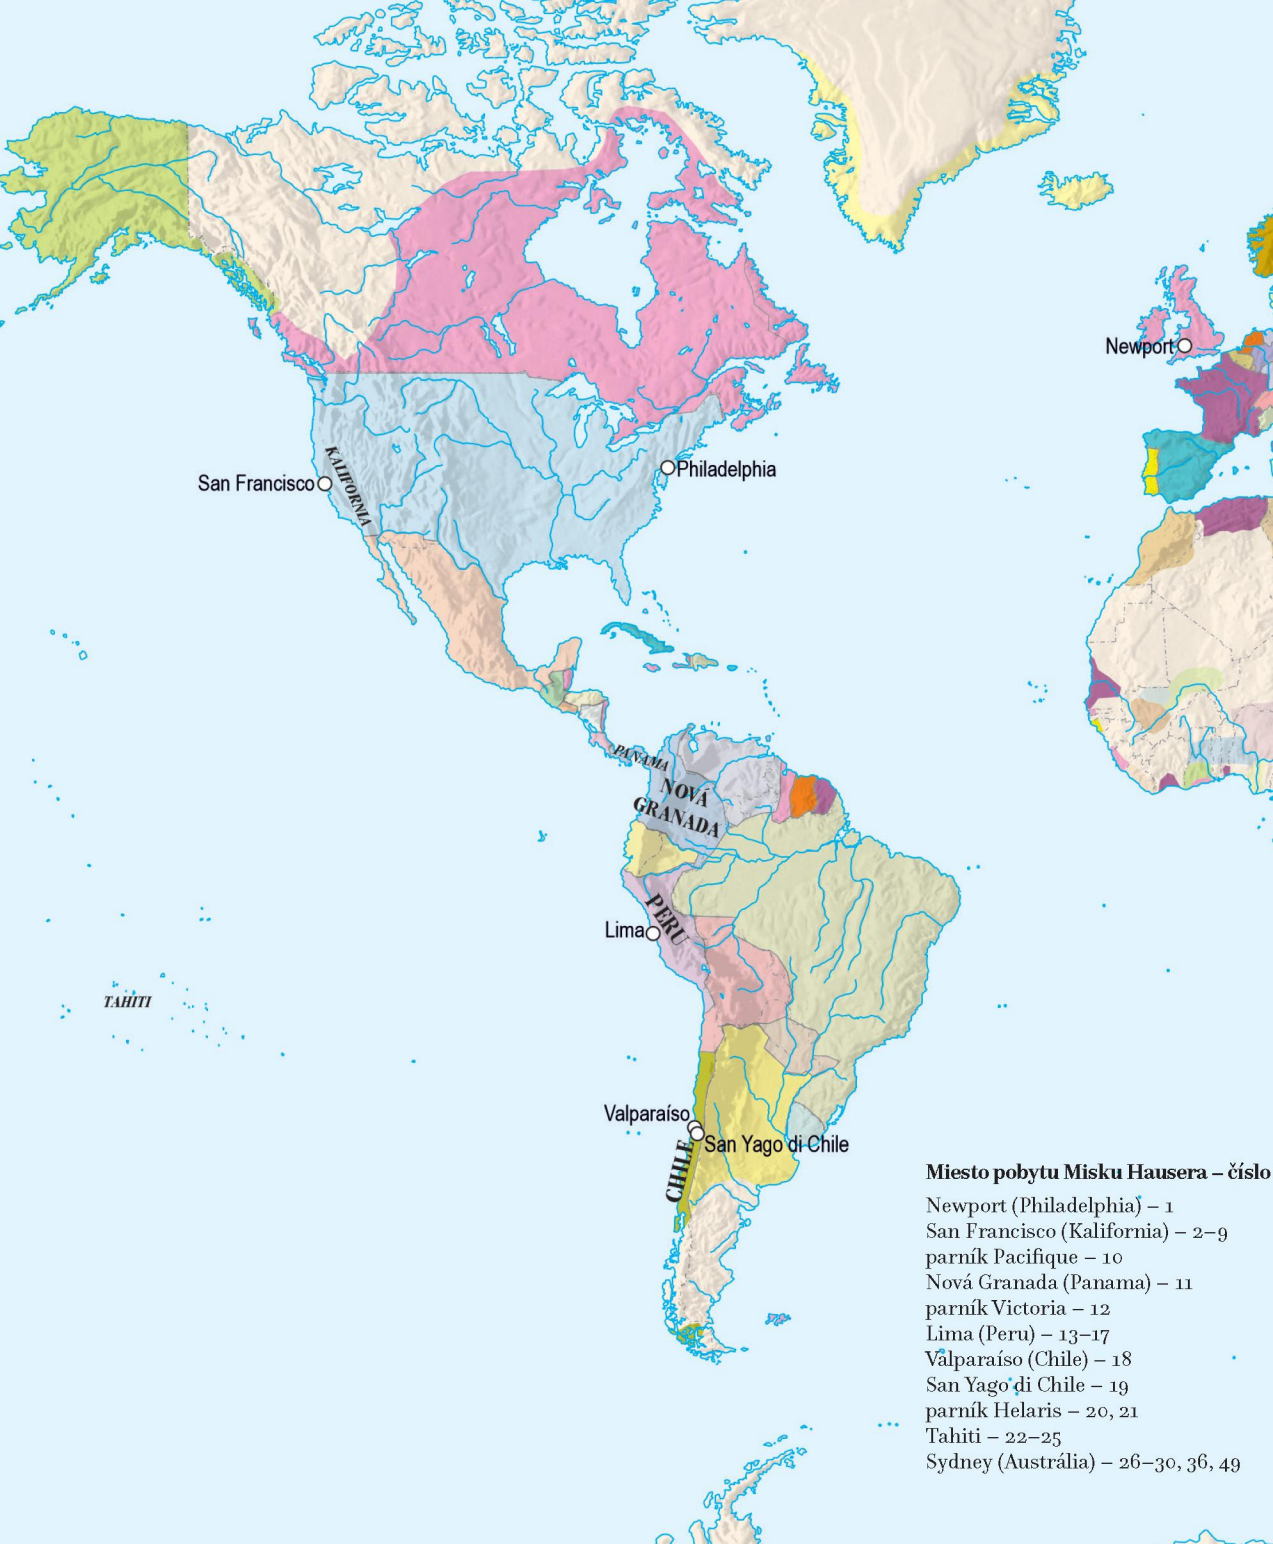 Newport
San Francisco
KALIFORNIA
Philadelphia
PANAMA
NOVÁ
GRANADA
PERU
Lima
TAHITI
Valparaíso
San Yago di Chile
CHILE
Miesto pobytu Misku Hausera – číslo
Newport (Philadelphia) – 1
San Francisco (Kalifornia) – 2–9
parník Pacifique – 10
Nová Granada (Panama) – 11
parník Victoria – 12
Lima (Peru) – 13–17
Valparaíso (Chile) – 18
San Yago di Chile – 19
parník Helaris – 20, 21
Tahiti – 22–25
Sydney (Austrália) – 26–30, 36, 49